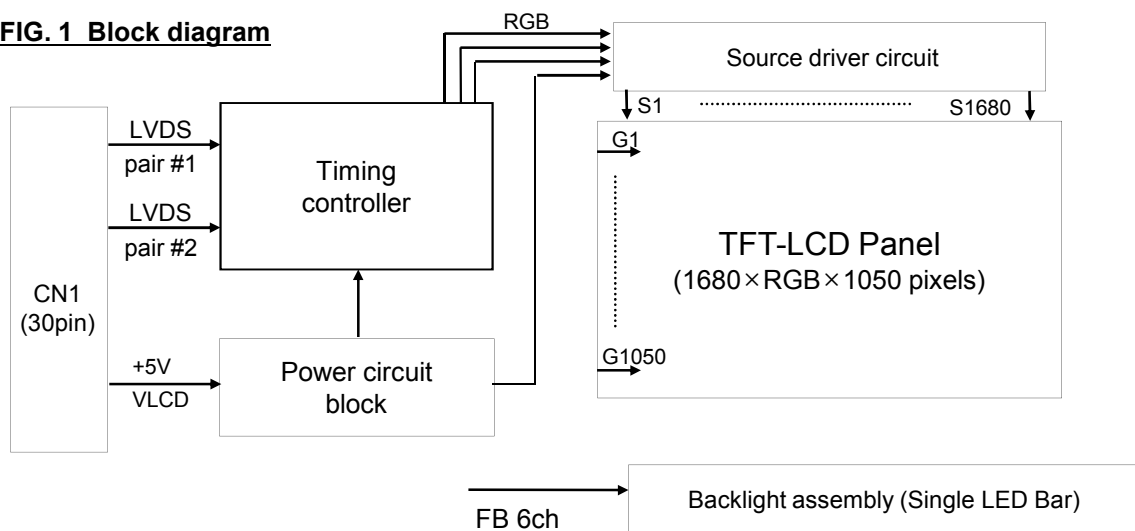 FIG. 1 Block diagram
RGB
Source driver circuit
S1
S1680
CN1
(30pin)
LVDS
pair #1
LVDS
pair #2
+5V
VLCD
Timing
controller
Power circuit
block
G1
G1050
TFT-LCD Panel
(1680×RGB×1050 pixels)
FB 6ch
Backlight assembly (Single LED Bar)